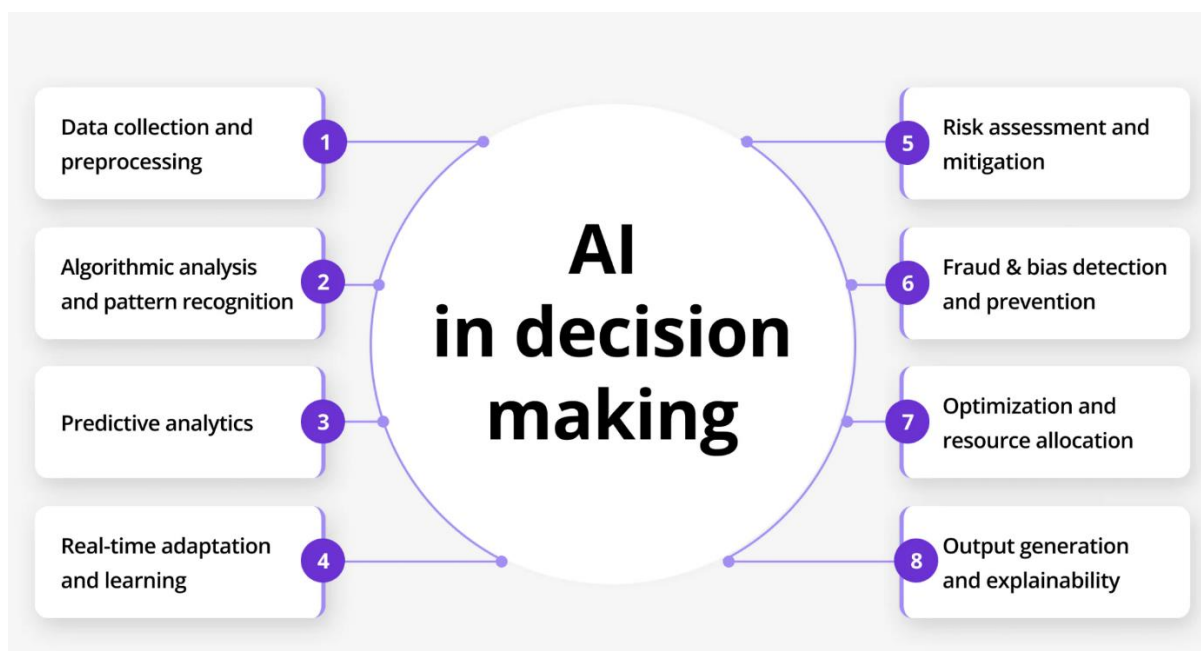 Data collection and
preprocessing
1
Algorithmic analysis
and pattern recognition
2
Predictive analytics
3
Real-time adaptation
and learning
4
AI
in decision
making
5
Risk assessment and
mitigation
6
Fraud & bias detection
and prevention
7
Optimization and
resource allocation
8
Output generation
and explainability